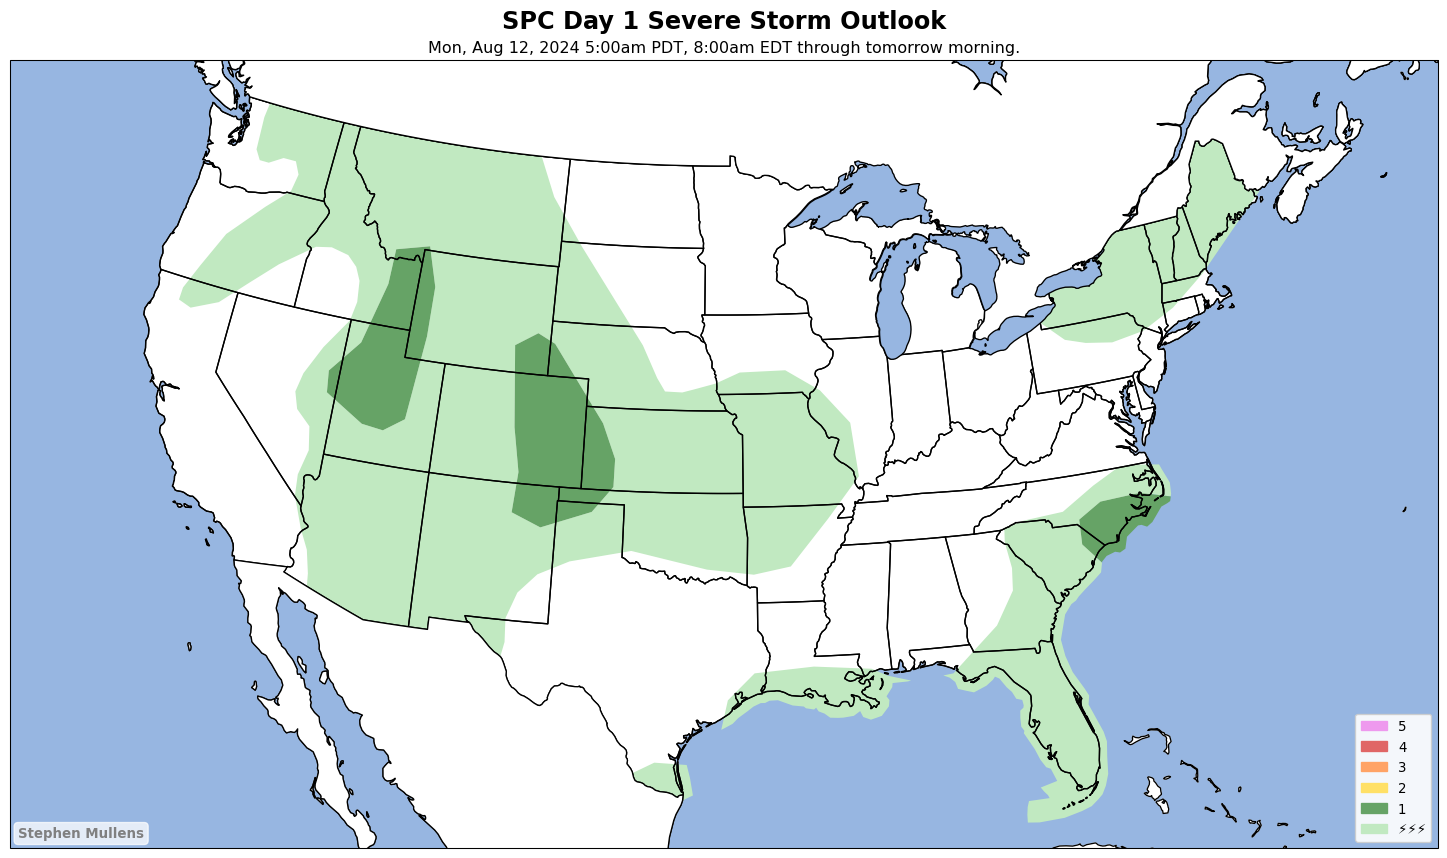 SPC Day 1 Severe Storm Outlook
Mon, Aug 12, 2024 5:00am PDT, 8:00am EDT through tomorrow morning.
5
4
3
2
1
⚡⚡⚡
Stephen Mullens